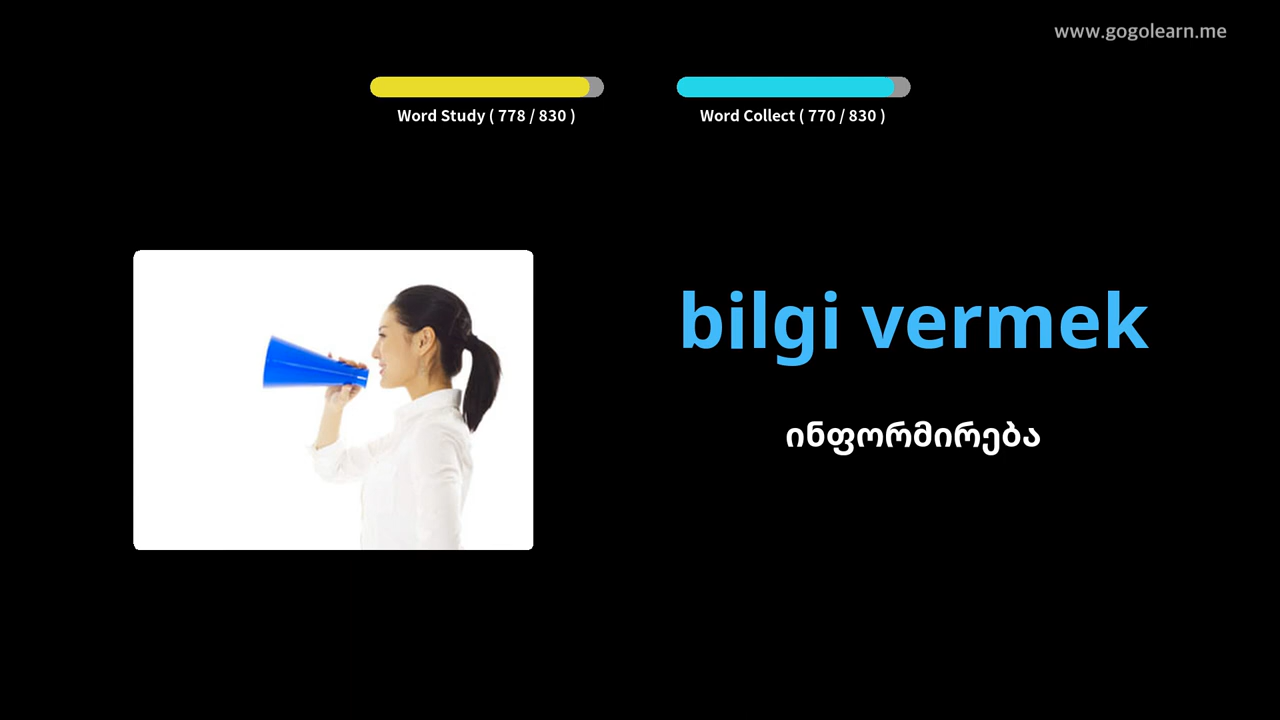 www.gogolearn.me
Word Study ( 778 / 830 )
Word Collect ( 770 / 830 )
bilgi vermek
ინფორმირება